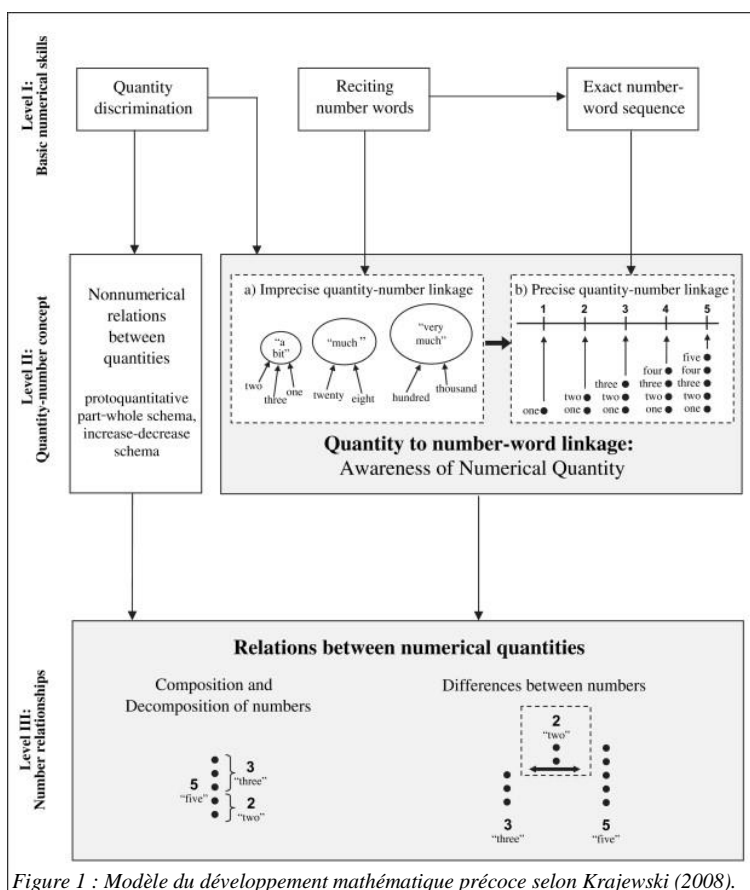 Level I:
Basic numerical skills
Quantity
discrimination
Reciting
number words
Exact number-
word sequence
Level II:
Quantity-number concept
Nonnumerical
relations
between
quantities
protoquantitative
part-whole schema,
increase-decrease
schema
a) Imprecise quantity-number linkage
"a
bit"
"much"
"very
much"
two
three
one
twenty
eight
hundred
thousand
b) Precise quantity-number linkage
1 2 3 4 5
five
four four
three three three
two two two two
one one one one one
Quantity to number-word linkage:
Awareness of Numerical Quantity
Level III:
Number relationships
Relations between numerical quantities
Composition and
Decomposition of numbers
5
"five"
3
"three"
2
"two"
Differences between numbers
2
"two"
3
"three"
5
"five"
Figure 1 : Modèle du développement mathématique précoce selon Krajewski (2008).